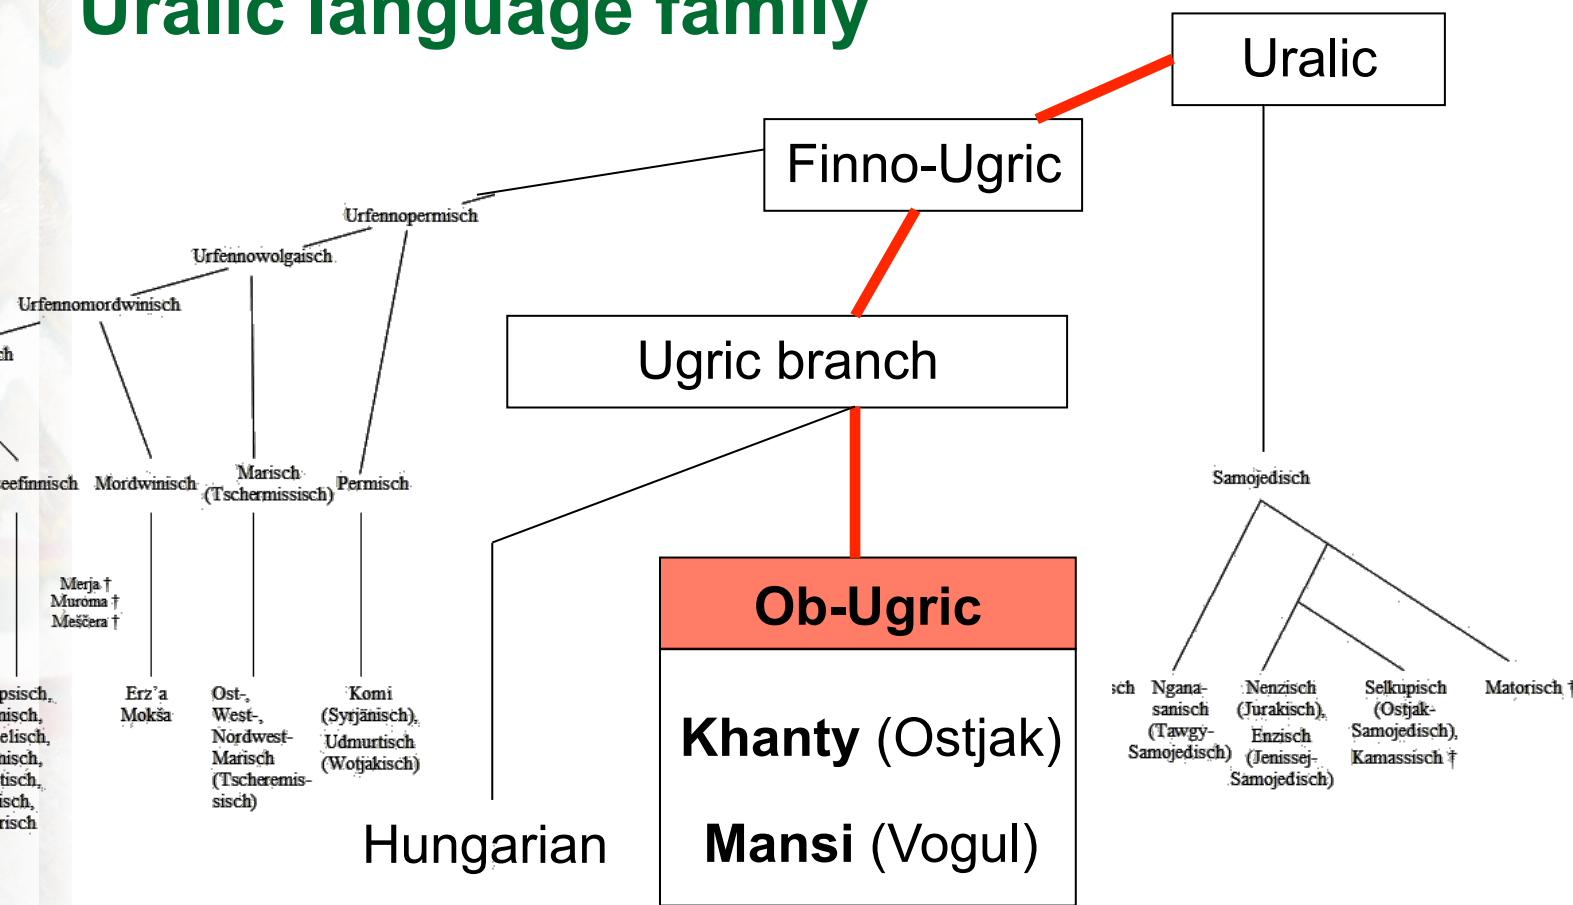 Uralic language family
Uralic
Finno-Ugric
Urfennopermisch
Urfennowolgaisch
Urfennomordwinisch
Ugric branch
Mordwinisch
Marisch
(Tschermissisch)
Permisch
Samojedisch
Merja †
Muroma †
Meščera †
Ob-Ugric
Khanty (Ostjak)
Mansi (Vogul)
Hungarian
Erz'a
Mokša
Ost-,
West-,
Nordwest-
Marisch
(Tscheremis-
sisch)
Komi
(Syrjänisch),
Udmurtisch
(Wotjakisch)
Ngana-
sanisch
(Tawgy-
Samojedisch)
Nenzisch
(Jurakisch),
Enzisch
(Jenissej-
Samojedisch)
Selkupisch
(Ostjak-
Samojedisch),
Kamassisch †
Matorisch †